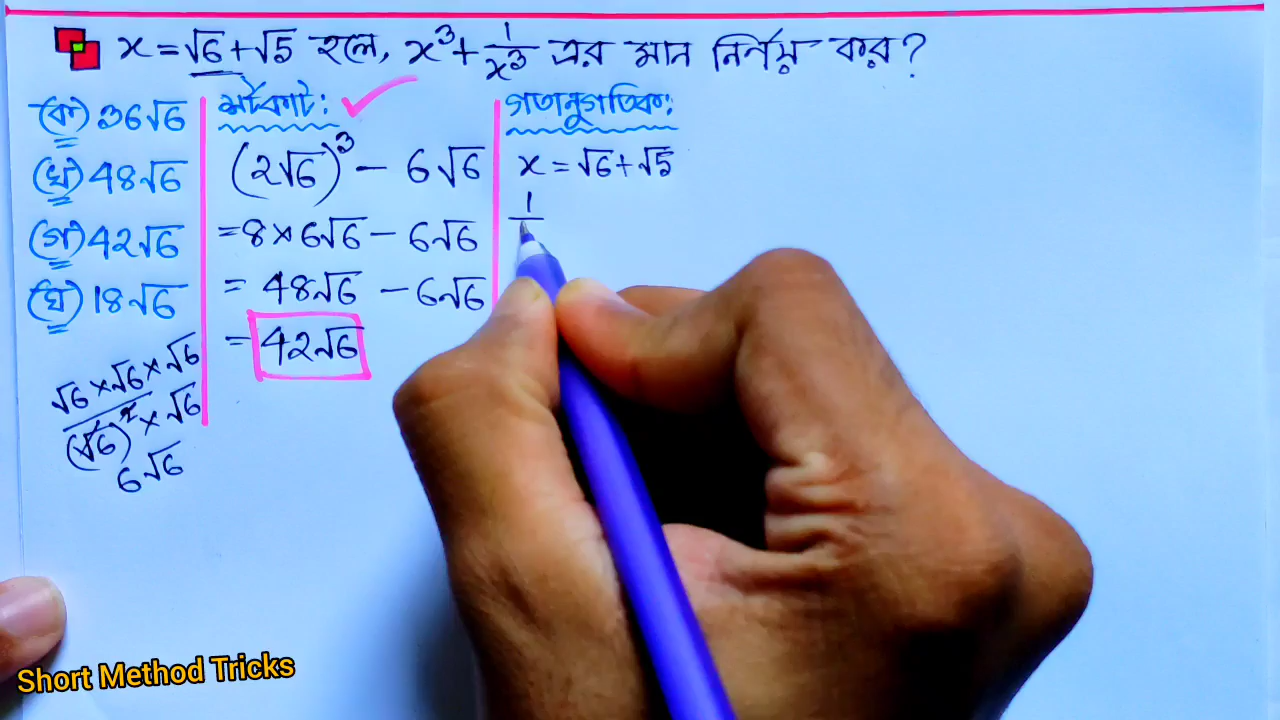 x = √6+√5 হলে, x³ + 1/x³ এর মান নির্ণয় কর?
(ক) 36√6
(খ) 48√6
(গ) 42√6
(ঘ) 18√6
√6 × √6 × √6
(√6)² × √6
6√6
শর্টকাট:
(2√6)³ − 6√6
= 8×6√6 − 6√6
= 48√6 − 6√6
= 42√6
গতানুগতিক:
x = √6+√5
1
Short Method Tricks